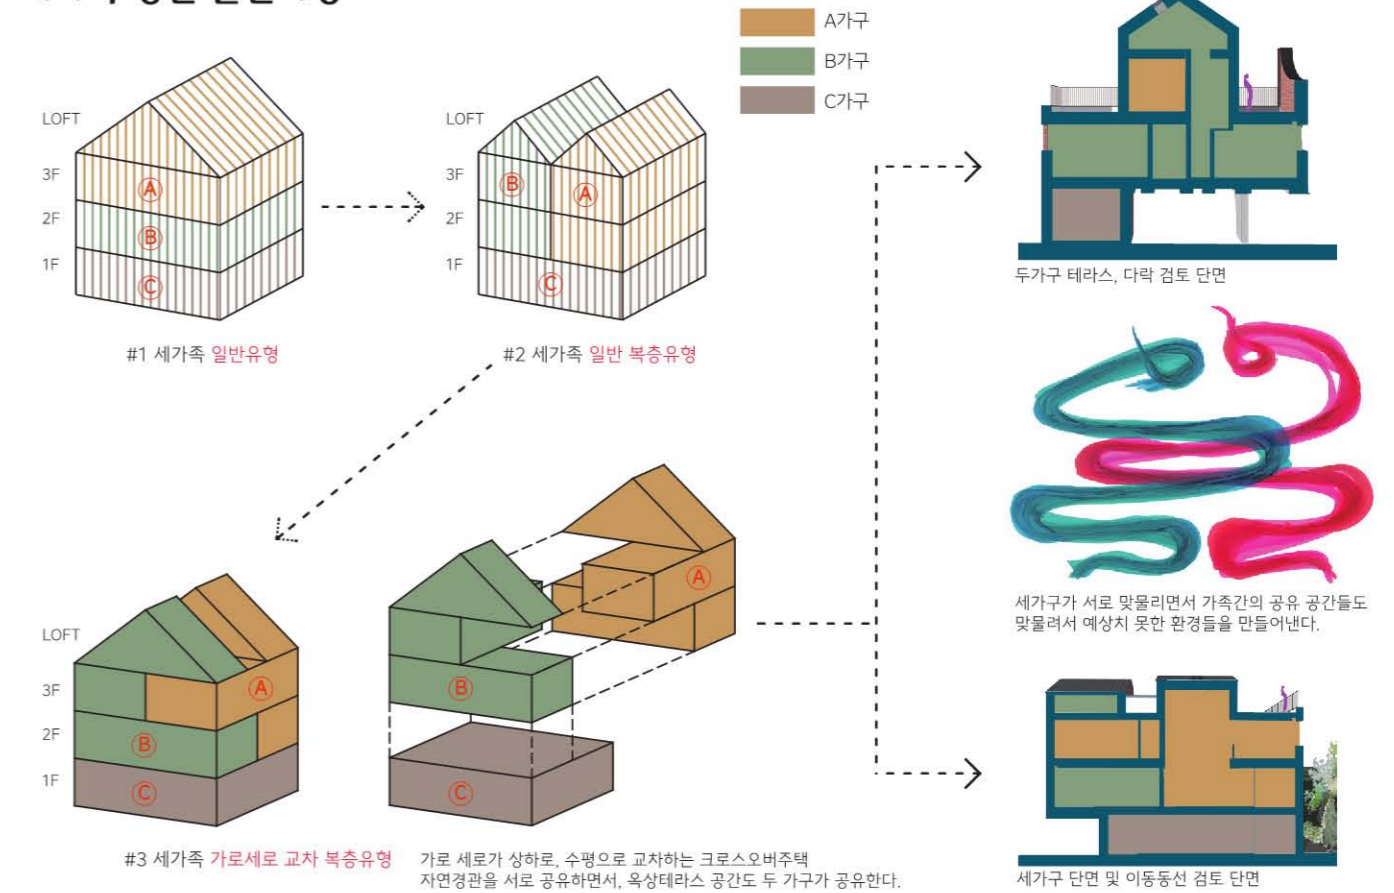 A가구
B가구
C가구
LOFT
3F
2F
1F
A
B
C
#1 세가족 일반유형
LOFT
3F
2F
1F
B
A
C
#2 세가족 일반 복층유형
두가구 테라스, 다락 검토 단면
세가구가 서로 맞물리면서 가족간의 공유 공간들도
맞물려서 예상치 못한 환경들을 만들어낸다.
LOFT
3F
2F
1F
A
B
C
#3 세가족 가로세로 교차 복층유형
A
B
C
가로 세로가 상하로, 수평으로 교차하는 크로스오버주택
자연경관을 서로 공유하면서, 옥상테라스 공간도 두 가구가 공유한다.
세가구 단면 및 이동동선 검토 단면